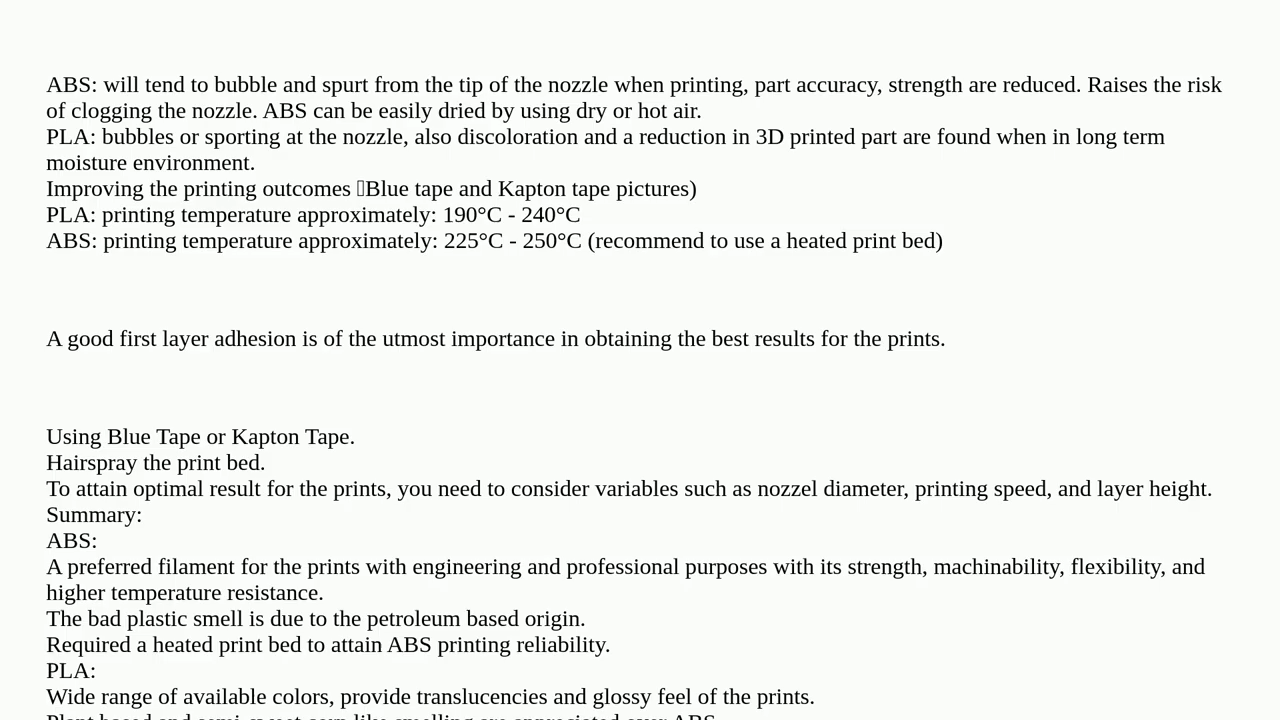 ABS: will tend to bubble and spurt from the tip of the nozzle when printing, part accuracy, strength are reduced. Raises the risk
of clogging the nozzle. ABS can be easily dried by using dry or hot air.
PLA: bubbles or sporting at the nozzle, also discoloration and a reduction in 3D printed part are found when in long term
moisture environment.
Improving the printing outcomes Blue tape and Kapton tape pictures)
PLA: printing temperature approximately: 190°C - 240°C
ABS: printing temperature approximately: 225°C - 250°C (recommend to use a heated print bed)
A good first layer adhesion is of the utmost importance in obtaining the best results for the prints.
Using Blue Tape or Kapton Tape.
Hairspray the print bed.
To attain optimal result for the prints, you need to consider variables such as nozzel diameter, printing speed, and layer height.
Summary:
ABS:
A preferred filament for the prints with engineering and professional purposes with its strength, machinability, flexibility, and
higher temperature resistance.
The bad plastic smell is due to the petroleum based origin.
Required a heated print bed to attain ABS printing reliability.
PLA:
Wide range of available colors, provide translucencies and glossy feel of the prints.